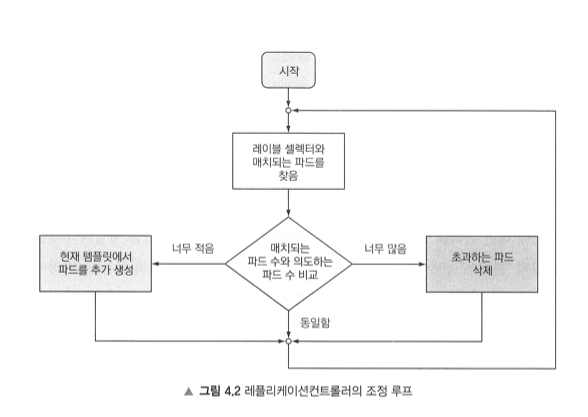 시작
레이블 셀렉터와
매치되는 파드를
찾음
너무 적음
매치되는
파드 수와 의도하는
파드 수 비교
너무 많음
현재 템플릿에서
파드를 추가 생성
초과하는 파드
삭제
동일함
▲ 그림 4.2 레플리케이션컨트롤러의 조정 루프